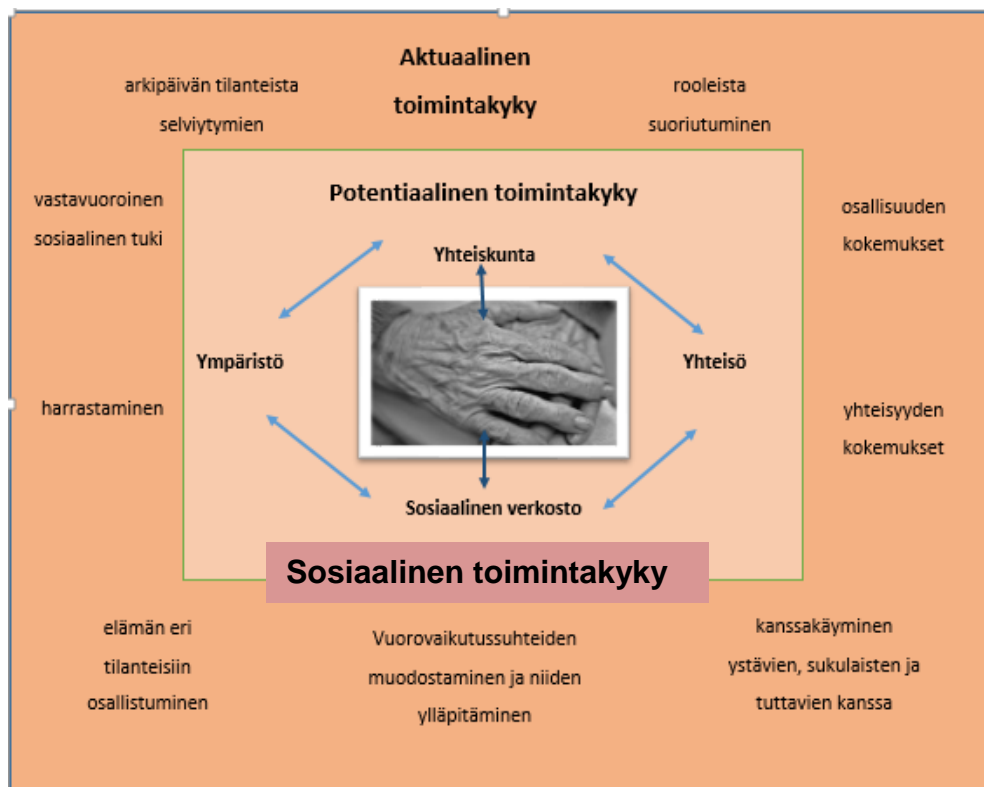 Aktuaalinen
toimintakyky
arkipäivän tilanteista
selviytymien
rooleista
suoriutuminen
vastavuoroinen
sosiaalinen tuki
Potentiaalinen toimintakyky
osallisuuden
kokemukset
Yhteiskunta
Ympäristö
Yhteisö
harrastaminen
yhteisyyden
kokemukset
Sosiaalinen verkosto
Sosiaalinen toimintakyky
elämän eri
tilanteisiin
osallistuminen
Vuorovaikutussuhteiden
muodostaminen ja niiden
ylläpitäminen
kanssakäyminen
ystävien, sukulaisten ja
tuttavien kanssa